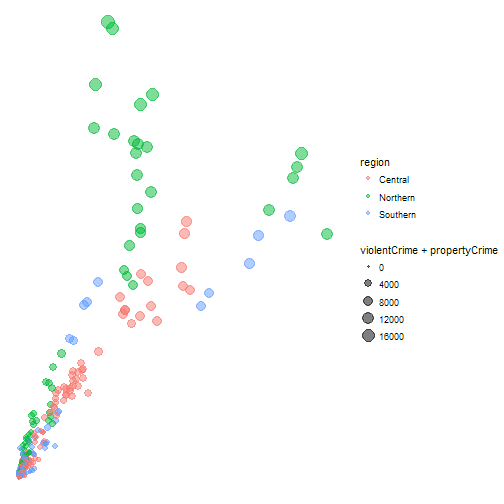 region
Central
Northern
Southern
violentCrime + propertyCrime
0
4000
8000
12000
16000